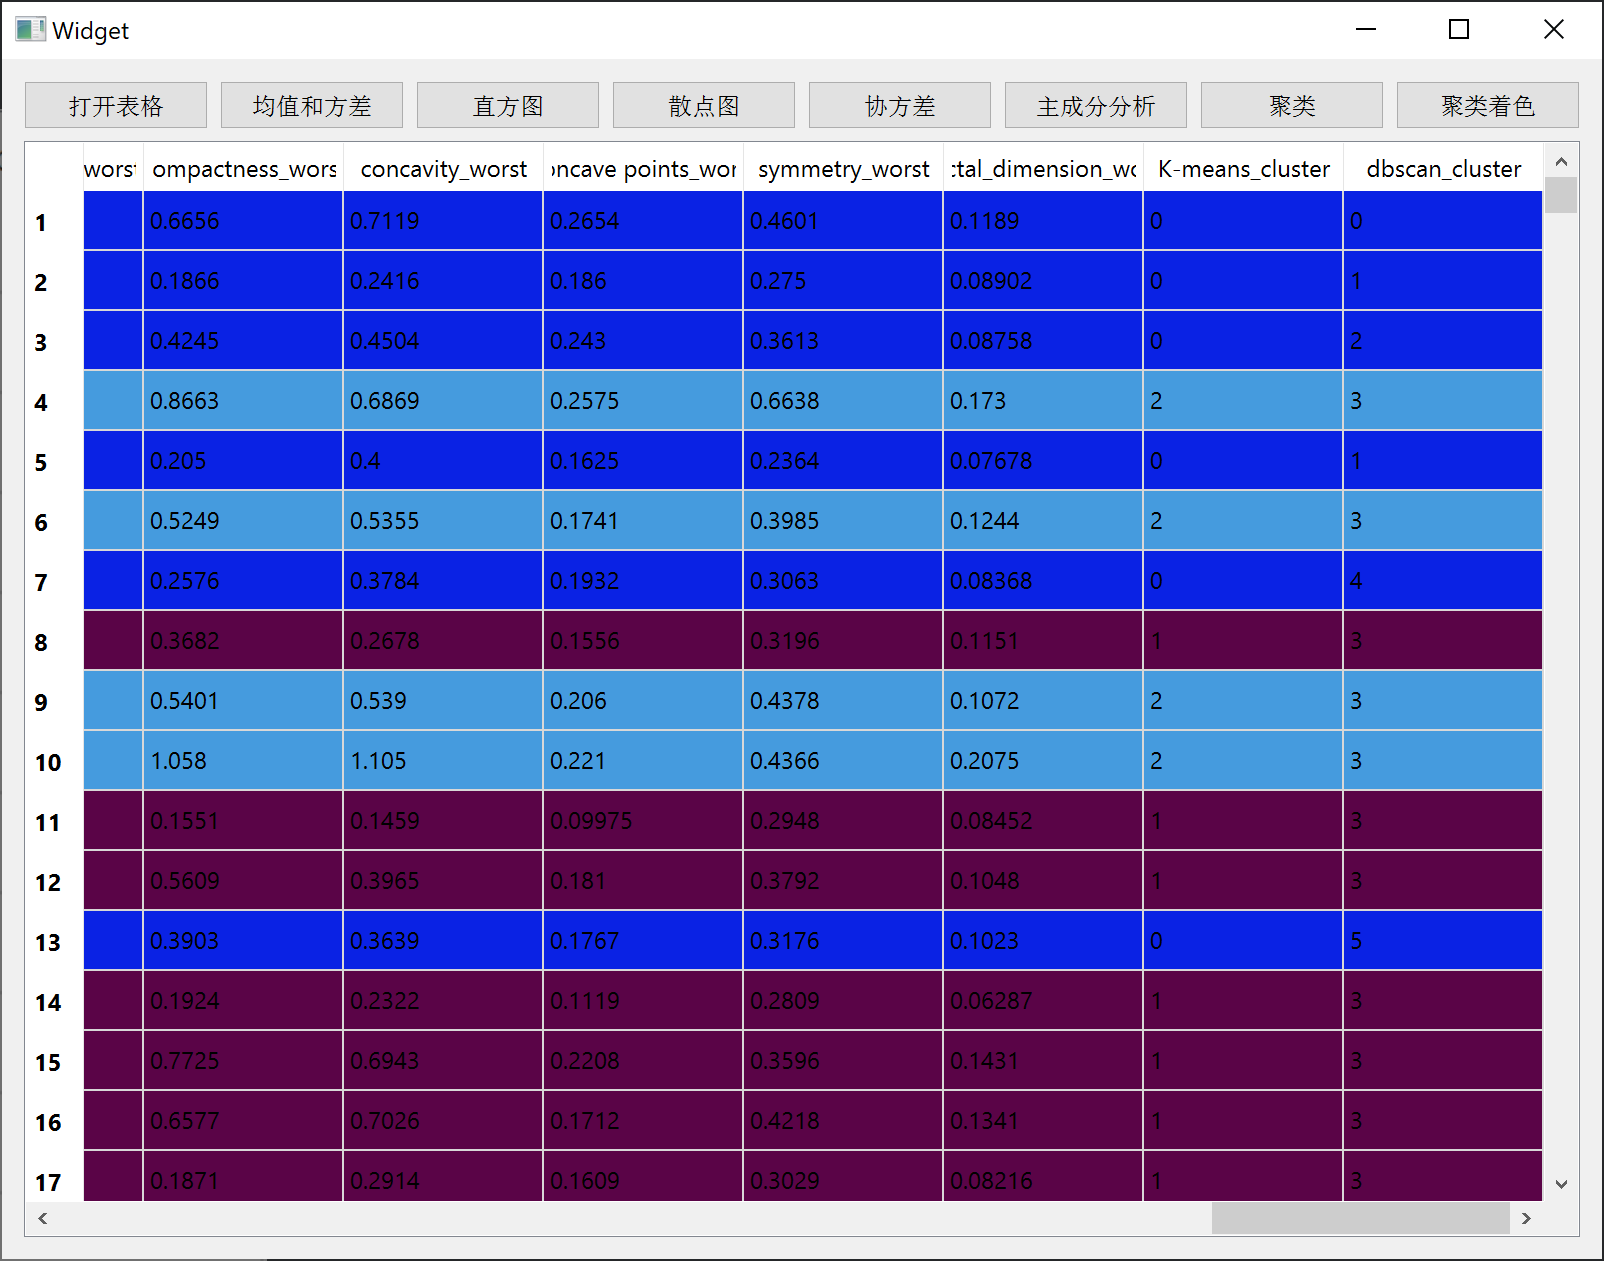 Widget
打开表格 均值和方差 直方图 散点图 协方差 主成分分析 聚类 聚类着色
worst ompactness_wors concavity_worst oncave points_wor symmetry_worst ctal_dimension_wo K-means_cluster dbscan_cluster
1 0.6656 0.7119 0.2654 0.4601 0.1189 0 0
2 0.1866 0.2416 0.186 0.275 0.08902 0 1
3 0.4245 0.4504 0.243 0.3613 0.08758 0 2
4 0.8663 0.6869 0.2575 0.6638 0.173 2 3
5 0.205 0.4 0.1625 0.2364 0.07678 0 1
6 0.5249 0.5355 0.1741 0.3985 0.1244 2 3
7 0.2576 0.3784 0.1932 0.3063 0.08368 0 4
8 0.3682 0.2678 0.1556 0.3196 0.1151 1 3
9 0.5401 0.539 0.206 0.4378 0.1072 2 3
10 1.058 1.105 0.221 0.4366 0.2075 2 3
11 0.1551 0.1459 0.09975 0.2948 0.08452 1 3
12 0.5609 0.3965 0.181 0.3792 0.1048 1 3
13 0.3903 0.3639 0.1767 0.3176 0.1023 0 5
14 0.1924 0.2322 0.1119 0.2809 0.06287 1 3
15 0.7725 0.6943 0.2208 0.3596 0.1431 1 3
16 0.6577 0.7026 0.1712 0.4218 0.1341 1 3
17 0.1871 0.2914 0.1609 0.3029 0.08216 1 3